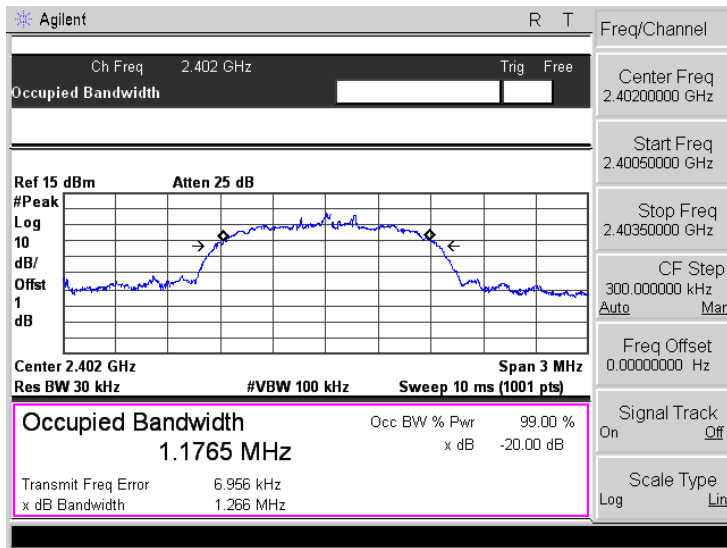 Agilent R T
Ch Freq 2.402 GHz Trig Free
Occupied Bandwidth
Ref 15 dBm Atten 25 dB
#Peak
Log
10
dB/
Offst
1
dB
Center 2.402 GHz Span 3 MHz
Res BW 30 kHz #VBW 100 kHz Sweep 10 ms (1001 pts)
Occupied Bandwidth
1.1765 MHz
Occ BW % Pwr 99.00 %
x dB -20.00 dB
Transmit Freq Error 6.956 kHz
x dB Bandwidth 1.266 MHz
Freq/Channel
Center Freq
2.40200000 GHz
Start Freq
2.40050000 GHz
Stop Freq
2.40350000 GHz
CF Step
300.000000 kHz
Auto Man
Freq Offset
0.00000000 Hz
Signal Track
On Off
Scale Type
Log Lin